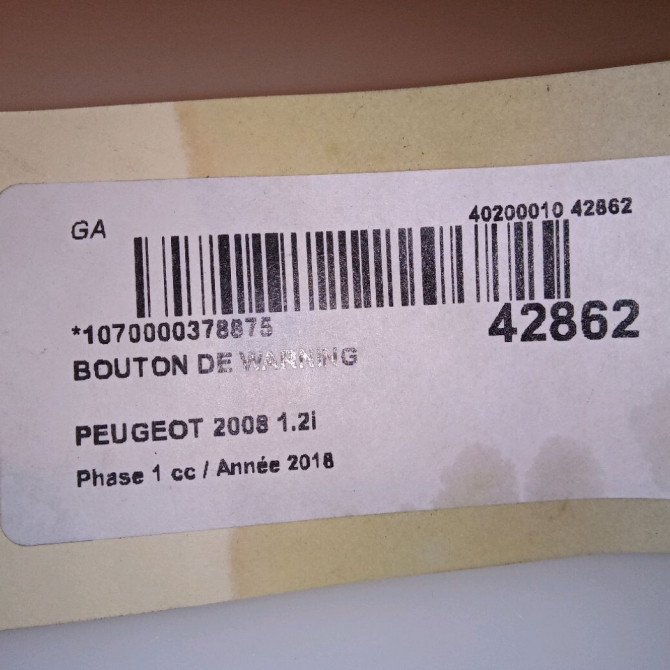 GA
40200010 42862
*1070000378875
42862
BOUTON DE WARNING
PEUGEOT 2008 1.2i
Phase 1 cc / Année 2018